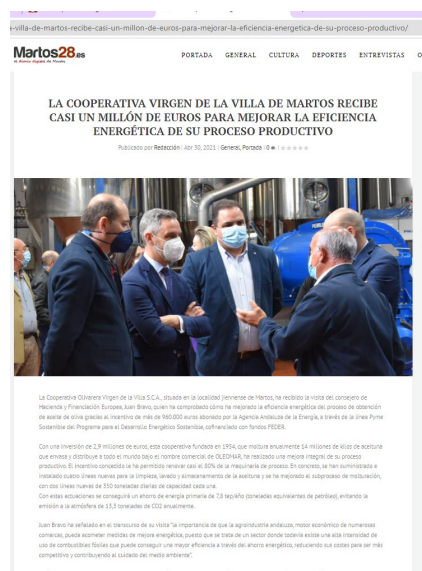 a-villa-de-martos-recibe-casi-un-millon-de-euros-para-mejorar-la-eficiencia-energetica-de-su-proceso-productivo/
Martos28.es
PORTADA GENERAL CULTURA DEPORTES ENTREVISTAS O
LA COOPERATIVA VIRGEN DE LA VILLA DE MARTOS RECIBE
CASI UN MILLÓN DE EUROS PARA MEJORAR LA EFICIENCIA
ENERGÉTICA DE SU PROCESO PRODUCTIVO
Publicado por Redacción | Abr 30, 2021 | General, Portada | 0
La Cooperativa Olivarera Virgen de la Villa S.C.A., situada en la localidad jiennense de Martos, ha recibido la visita del consejero de
Hacienda y Financiación Europea, Juan Bravo, quien ha comprobado cómo ha mejorado la eficiencia energética del proceso de obtención
de aceite de oliva gracias al incentivo de más de 960.000 euros abonado por la Agencia Andaluza de la Energía, a través de la línea Pyme
Sostenible del Programa para el Desarrollo Energético Sostenible, cofinanciado con fondos FEDER.
Con una inversión de 2,9 millones de euros, esta cooperativa fundada en 1954, que moltura anualmente 14 millones de kilos de aceituna
que envasa y distribuye a todo el mundo bajo el nombre comercial de OLEOMAR, ha realizado una mejora integral de su proceso
productivo. El incentivo concedido le ha permitido renovar casi el 80% de la maquinaria de proceso. En concreto, se han suministrado e
instalado cuatro líneas nuevas para la limpieza, lavado y almacenamiento de la aceituna y se ha mejorado el subproceso de molturación,
con dos líneas nuevas de 350 toneladas diarias de capacidad cada una.
Con estas actuaciones se conseguirá un ahorro de energía primaria de 7,8 tep/año (toneladas equivalentes de petróleo), evitando la
emisión a la atmósfera de 13,3 toneladas de CO2 anualmente.
Juan Bravo ha señalado en el transcurso de su visita "la importancia de que la agroindustria andaluza, motor económico de numerosas
comarcas, pueda acometer medidas de mejora energética, puesto que se trata de un sector donde todavía existe una alta intensidad de
uso de combustibles fósiles que puede conseguir una mayor eficiencia a través del ahorro energético, reduciendo sus costes para ser más
competitivo y contribuyendo al cuidado del medio ambiente".